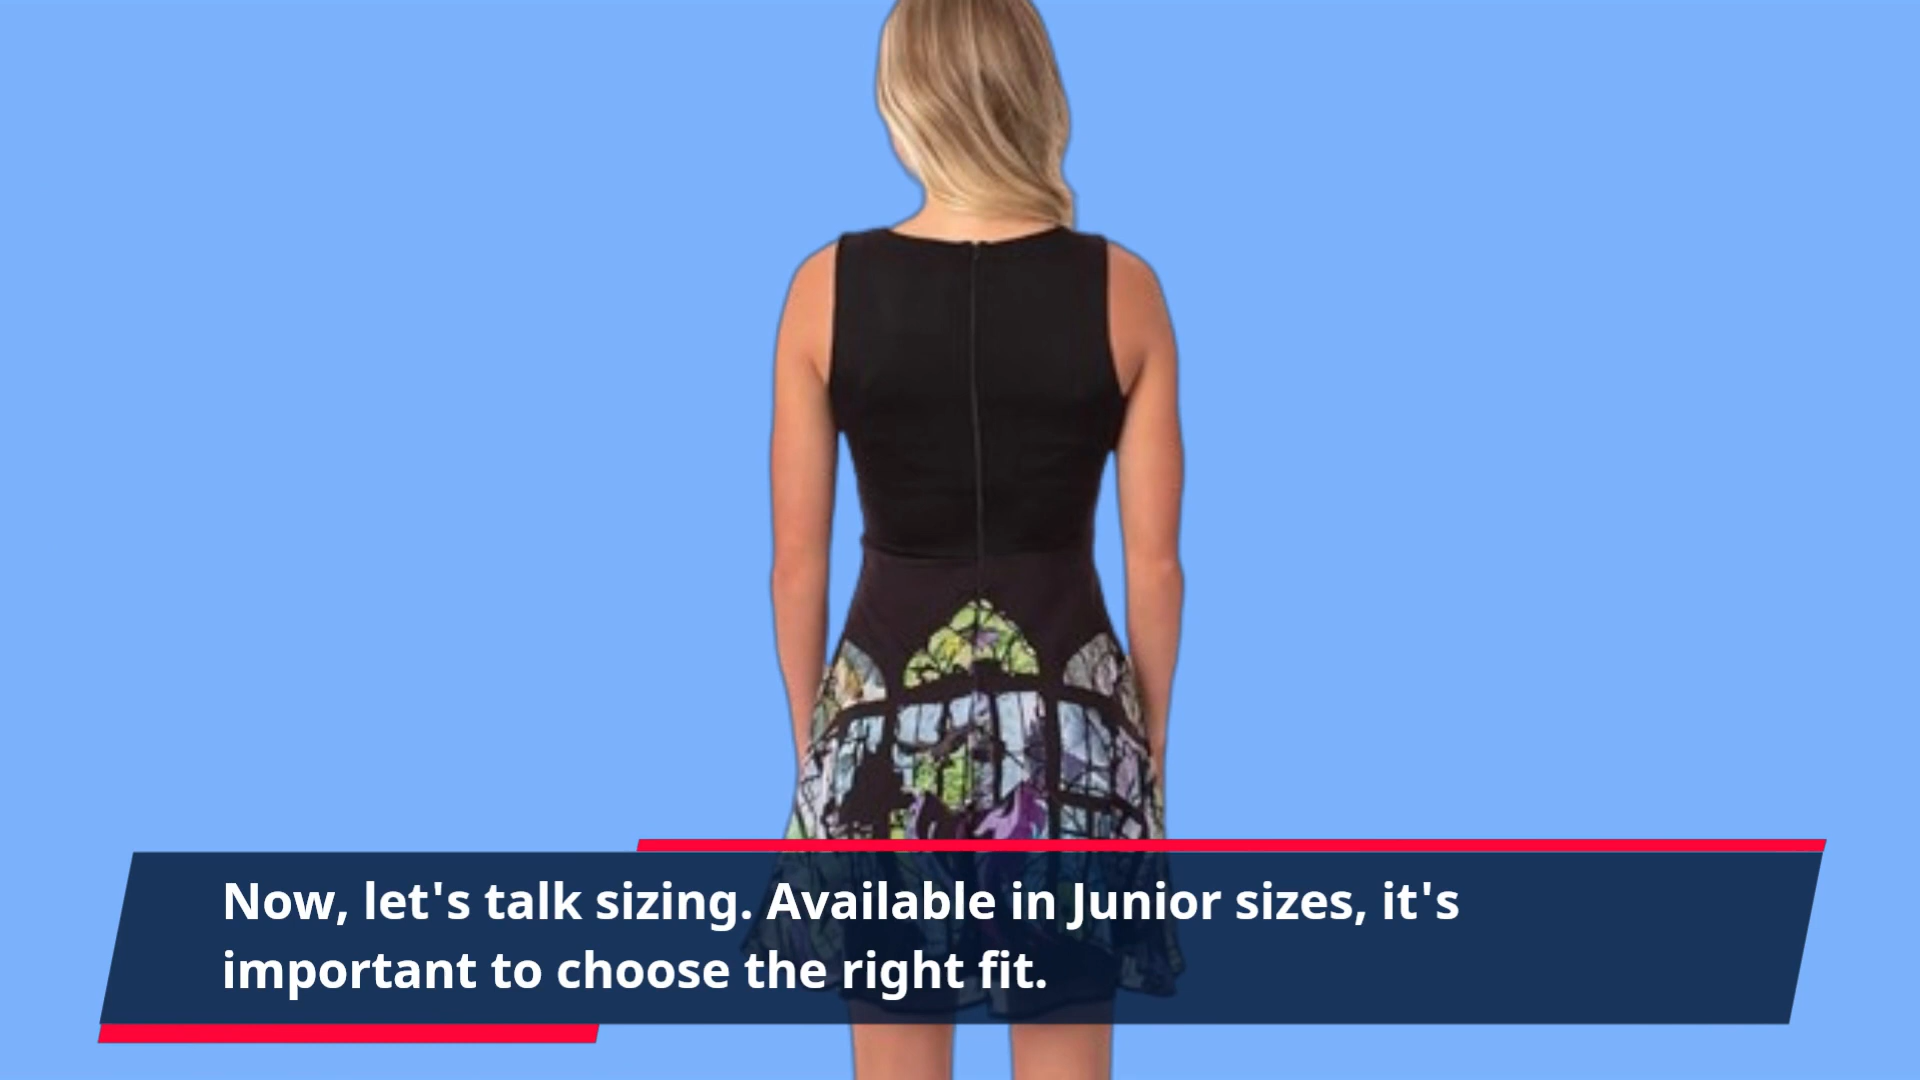 Now, let's talk sizing. Available in Junior sizes, it's
important to choose the right fit.